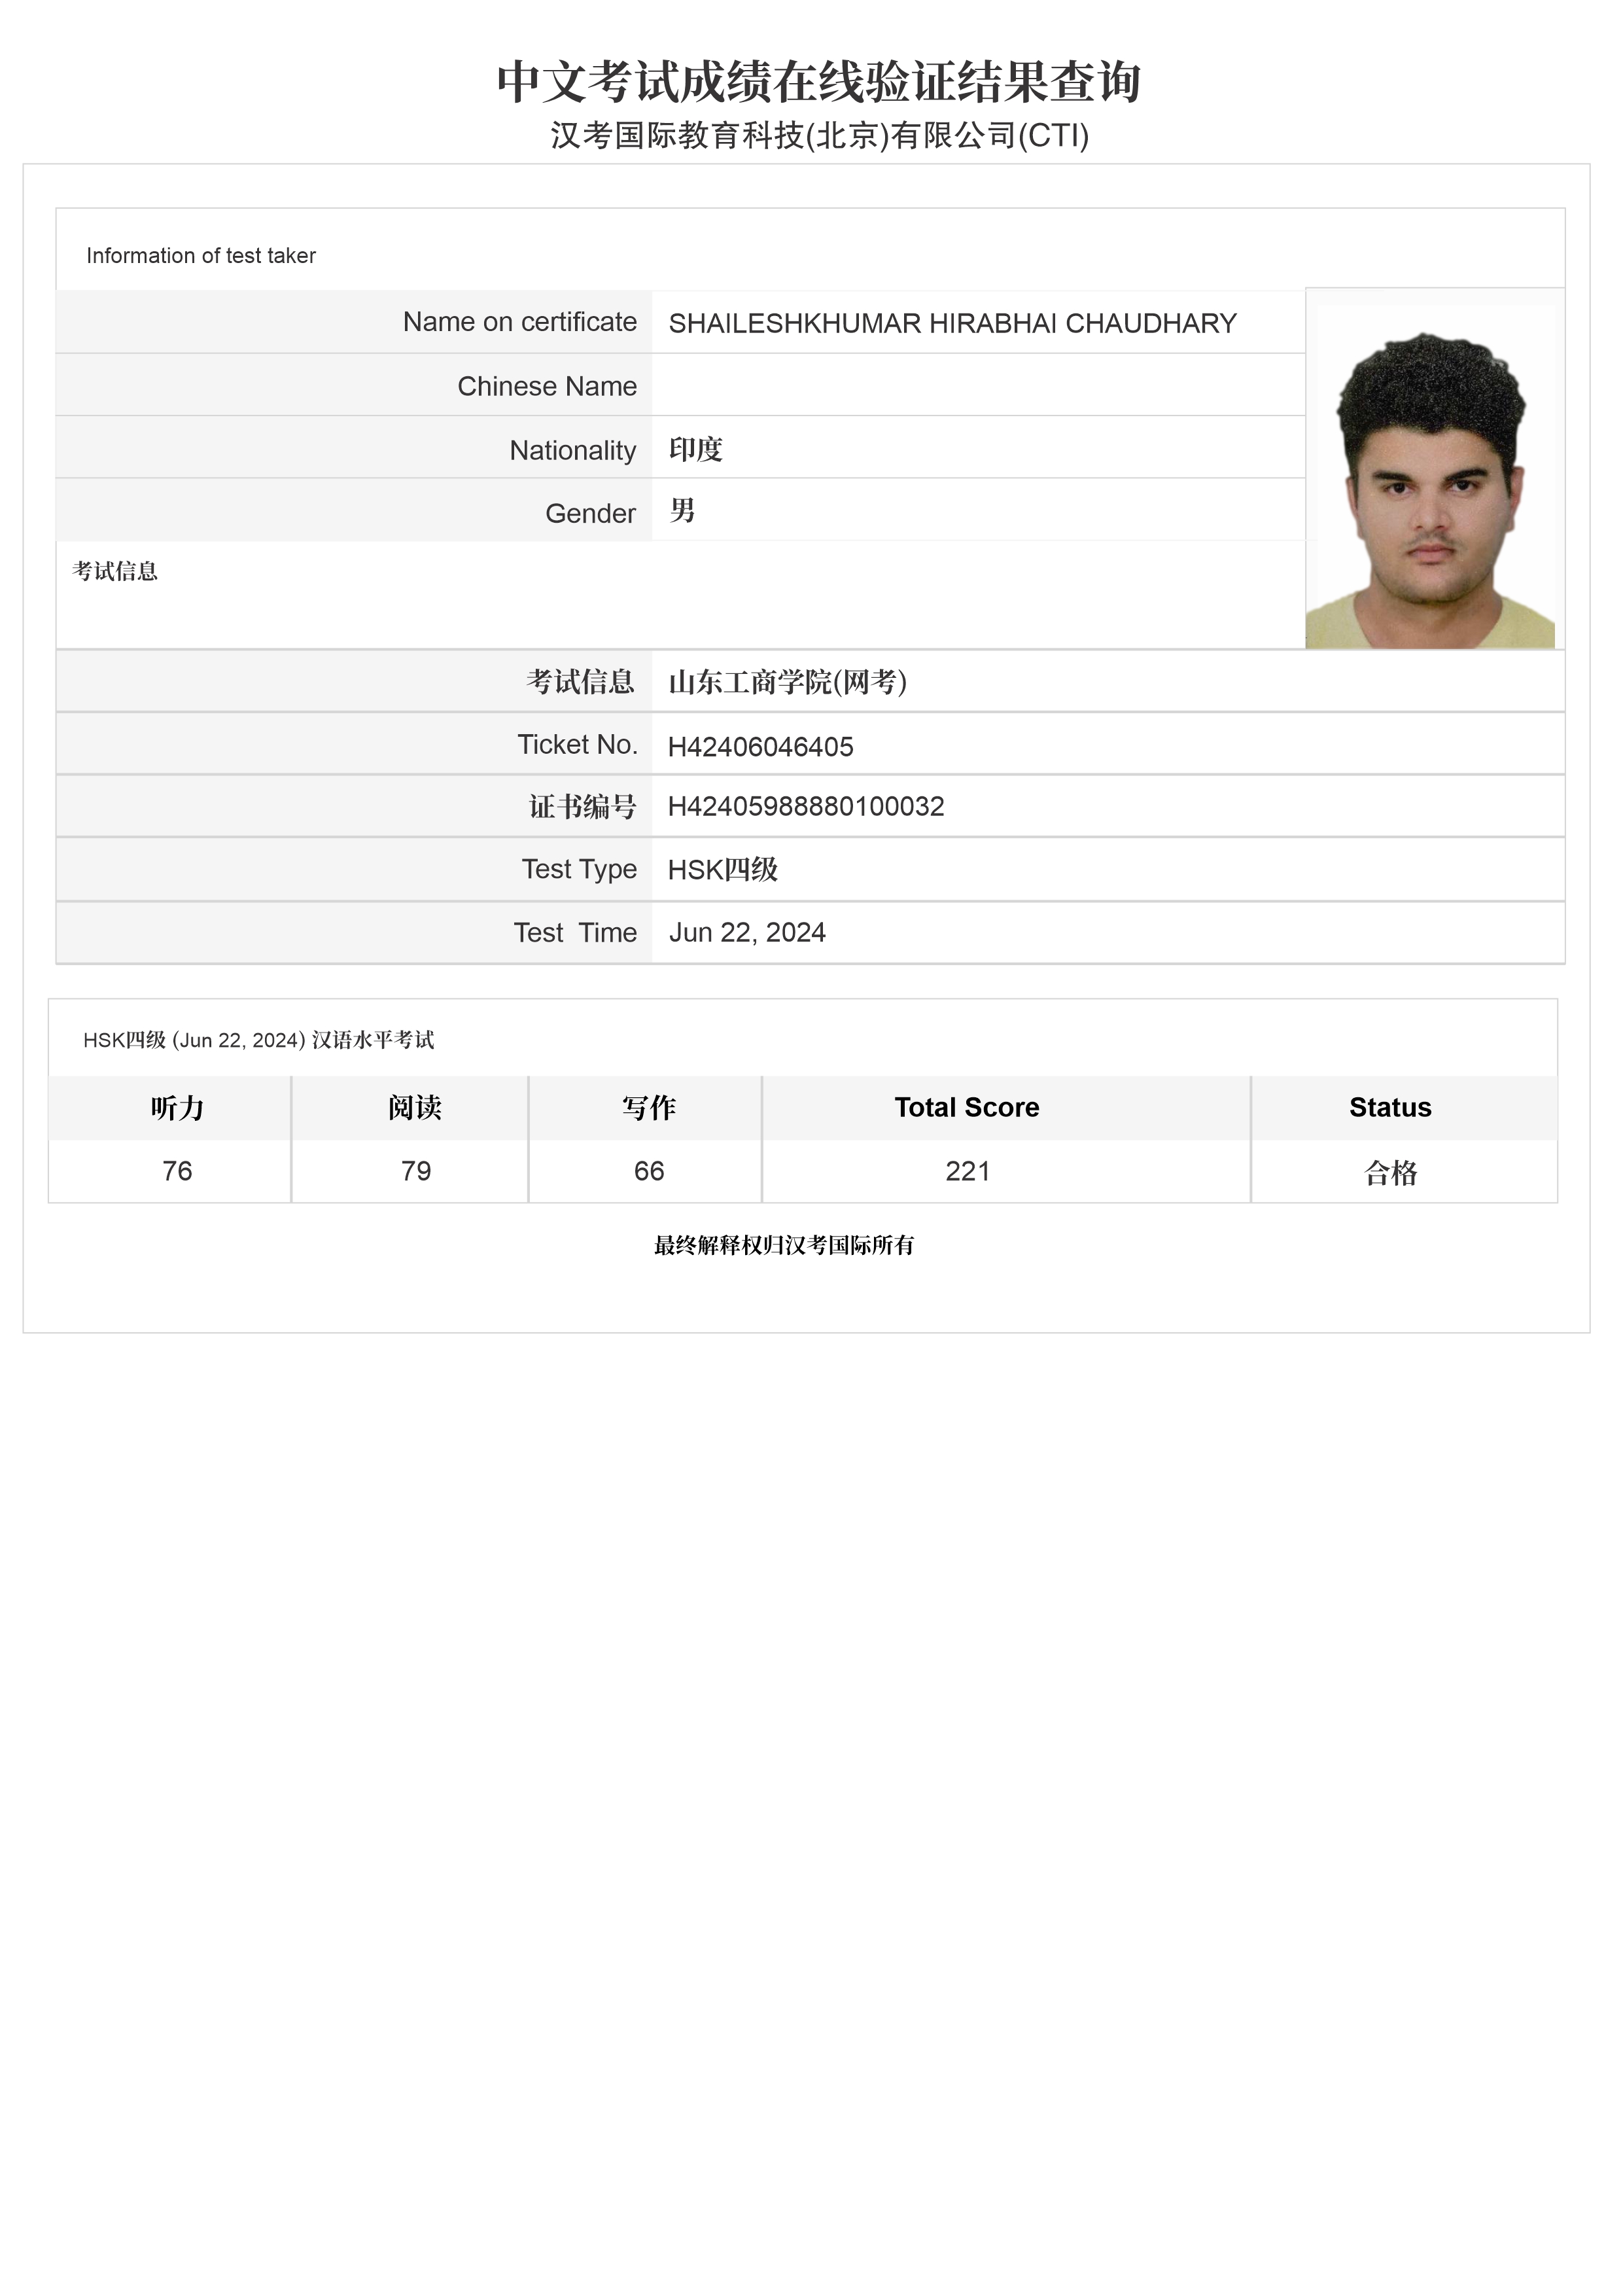 中文考试成绩在线验证结果查询
汉考国际教育科技(北京)有限公司(CTI)
Information of test taker
Name on certificate SHAILESHKHUMAR HIRABHAI CHAUDHARY
Chinese Name
Nationality 印度
Gender 男
考试信息
考试信息 山东工商学院(网考)
Ticket No. H42406046405
证书编号 H42405988880100032
Test Type HSK四级
Test Time Jun 22, 2024
HSK四级 (Jun 22, 2024) 汉语水平考试
听力 阅读 写作 Total Score Status
76 79 66 221 合格
最终解释权归汉考国际所有